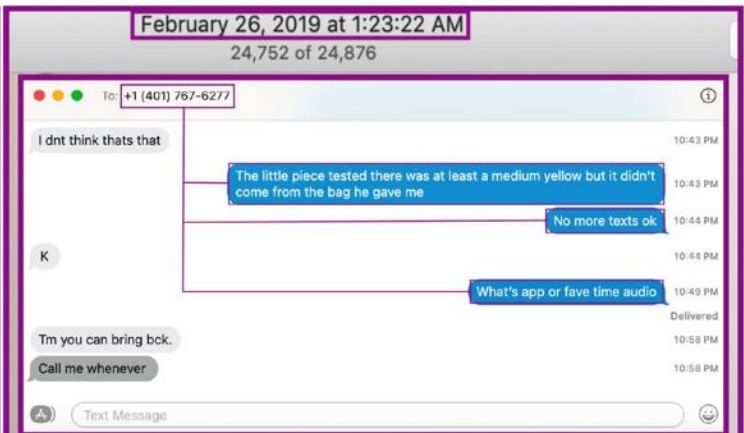 February 26, 2019 at 1:23:22 AM
24,752 of 24,876
To: +1 (401) 767-6277
I dnt think thats that
10:43 PM
The little piece tested there was at least a medium yellow but it didn't
come from the bag he gave me
10:43 PM
No more texts ok
10:44 PM
K
10:44 PM
What's app or fave time audio
10:49 PM
Delivered
Tm you can bring bck.
10:58 PM
Call me whenever
10:58 PM
Text Message